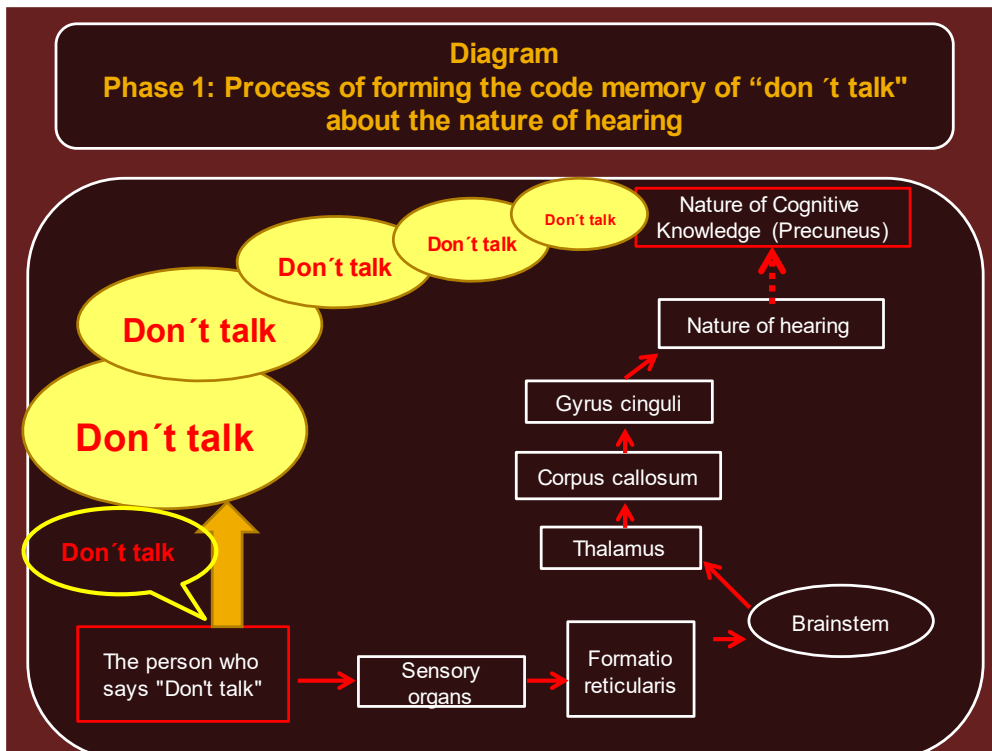 Diagram
Phase 1: Process of forming the code memory of “don ´t talk"
about the nature of hearing
Don´t talk
Don´t talk
Don´t talk
Don´t talk
Don´t talk
Don´t talk
Nature of Cognitive
Knowledge (Precuneus)
Nature of hearing
Gyrus cinguli
Corpus callosum
Thalamus
Brainstem
The person who
says "Don't talk"
Sensory
organs
Formatio
reticularis